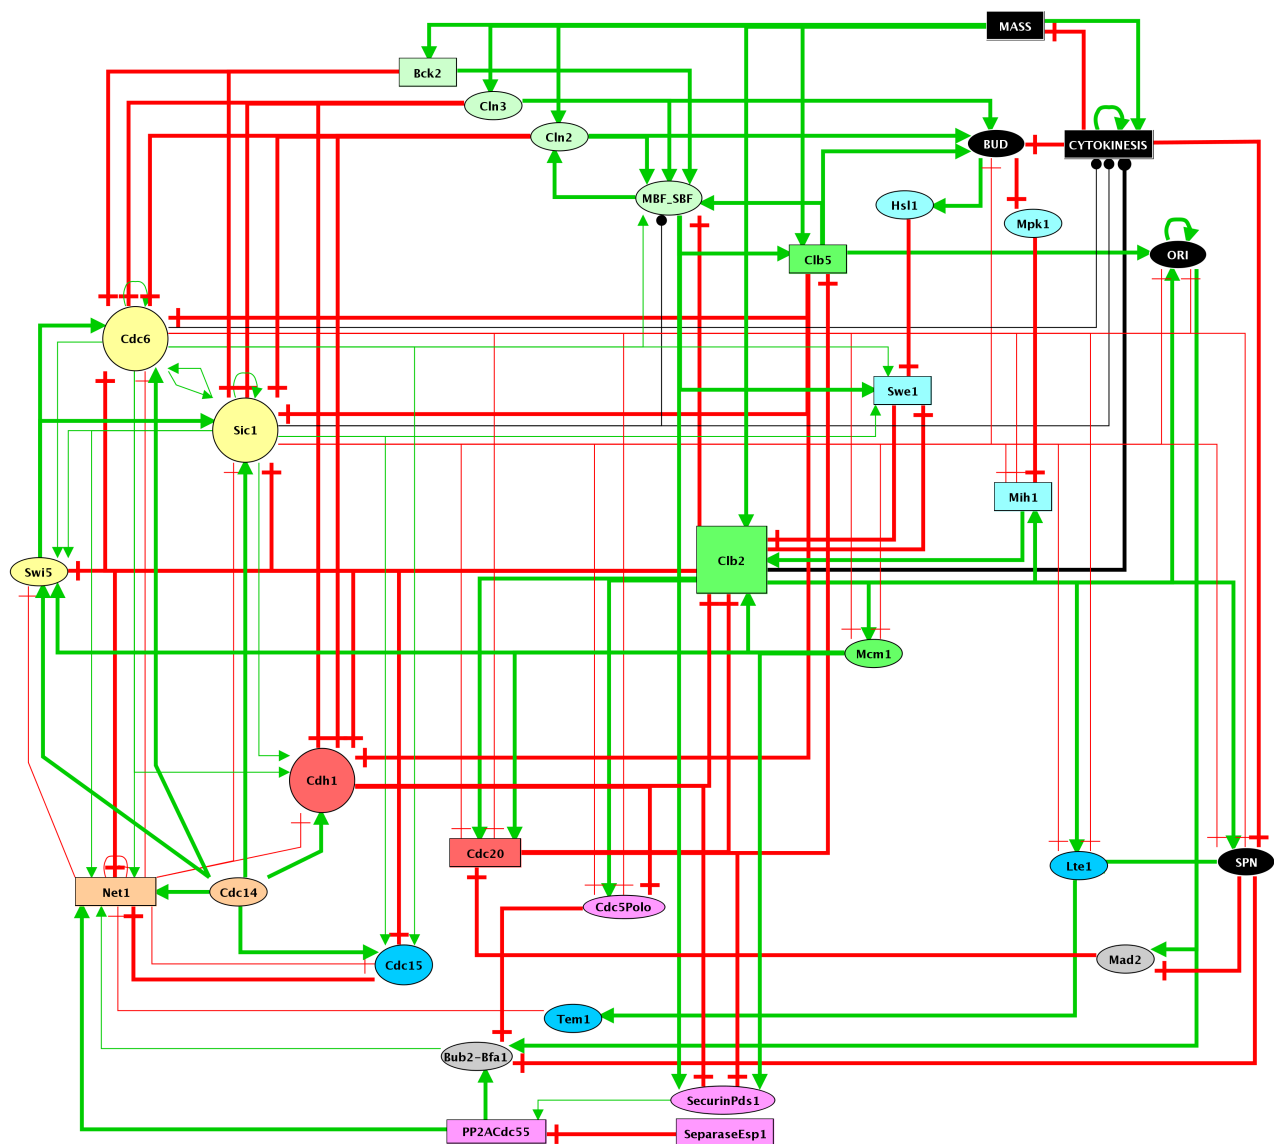 MASS
Bck2
Cln3
Cln2
BUD
CYTOKINESIS
MBF_SBF
Hsl1
Mpk1
Clb5
ORI
Cdc6
Swe1
Sic1
Mih1
Clb2
Swi5
Mcm1
Cdh1
Cdc20
Lte1
SPN
Net1
Cdc14
Cdc5Polo
Cdc15
Mad2
Tem1
Bub2-Bfa1
SecurinPds1
PP2ACdc55
SeparaseEsp1